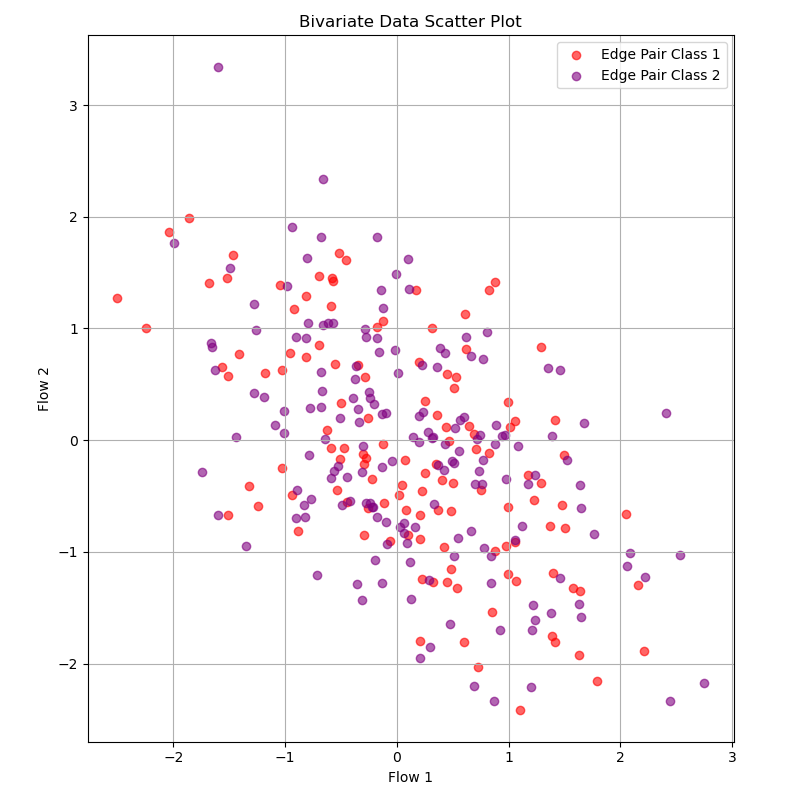 Bivariate Data Scatter Plot
Edge Pair Class 1
Edge Pair Class 2
Flow 2
3
2
1
0
−1
−2
−2
−1
0
1
2
3
Flow 1